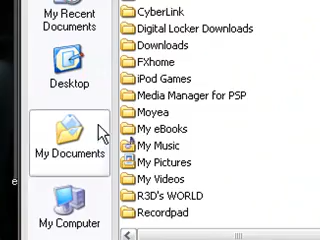 My Recent
Documents
Desktop
My Documents
My Computer
CyberLink
Digital Locker Downloads
Downloads
FXhome
iPod Games
Media Manager for PSP
Moyea
My eBooks
My Music
My Pictures
My Videos
R3D's WORLD
Recordpad
e